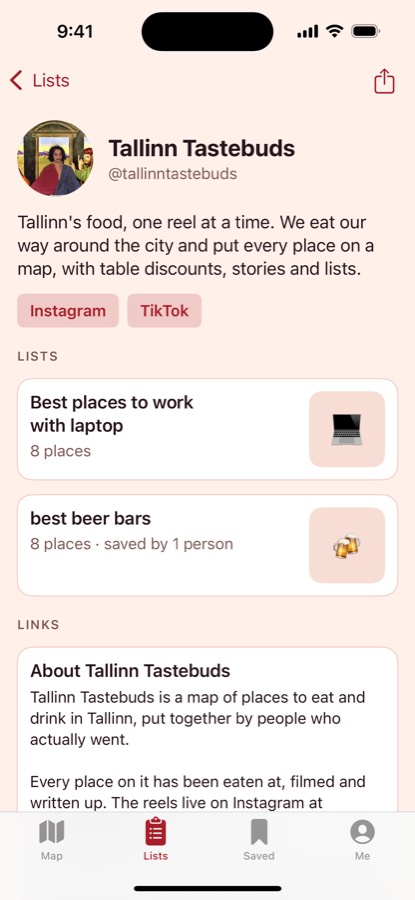 9:41
Lists
Tallinn Tastebuds
@tallinntastebuds
Tallinn's food, one reel at a time. We eat our
way around the city and put every place on a
map, with table discounts, stories and lists.
Instagram
TikTok
LISTS
Best places to work
with laptop
8 places
best beer bars
8 places · saved by 1 person
LINKS
About Tallinn Tastebuds
Tallinn Tastebuds is a map of places to eat and
drink in Tallinn, put together by people who
actually went.
Every place on it has been eaten at, filmed and
written up. The reels live on Instagram at
Map
Lists
Saved
Me